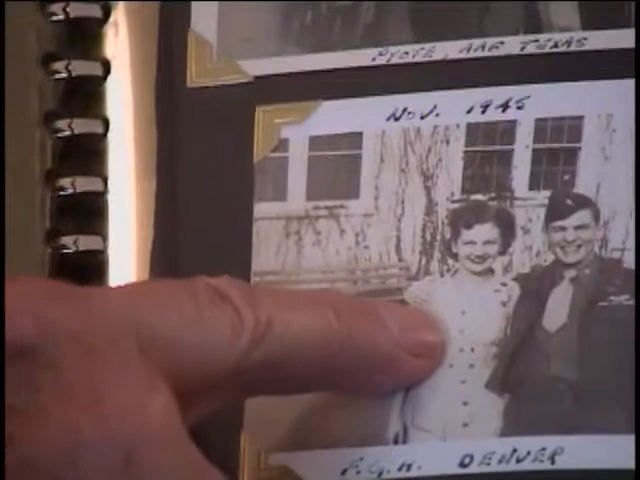 PYOTE, AAF TEXAS
NOV. 1945
F.G.H. DENVER